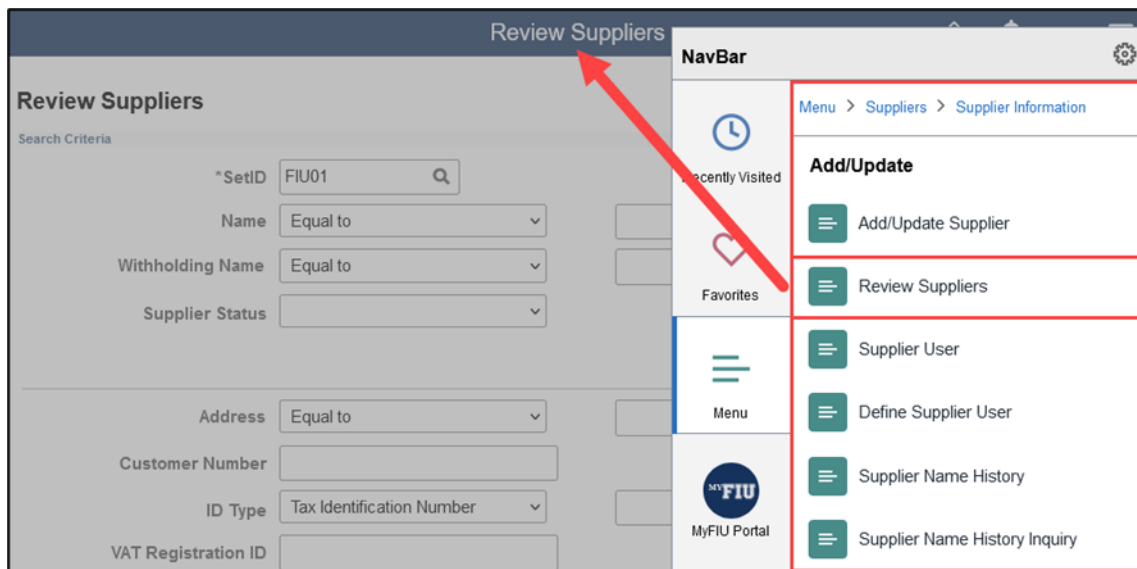 Review Suppliers
NavBar
Review Suppliers
Search Criteria
*SetID FIU01
Name Equal to
Withholding Name Equal to
Supplier Status
Address Equal to
Customer Number
ID Type Tax Identification Number
VAT Registration ID
Recently Visited
Favorites
Menu
MYFIU
MyFIU Portal
Menu > Suppliers > Supplier Information
Add/Update
Add/Update Supplier
Review Suppliers
Supplier User
Define Supplier User
Supplier Name History
Supplier Name History Inquiry